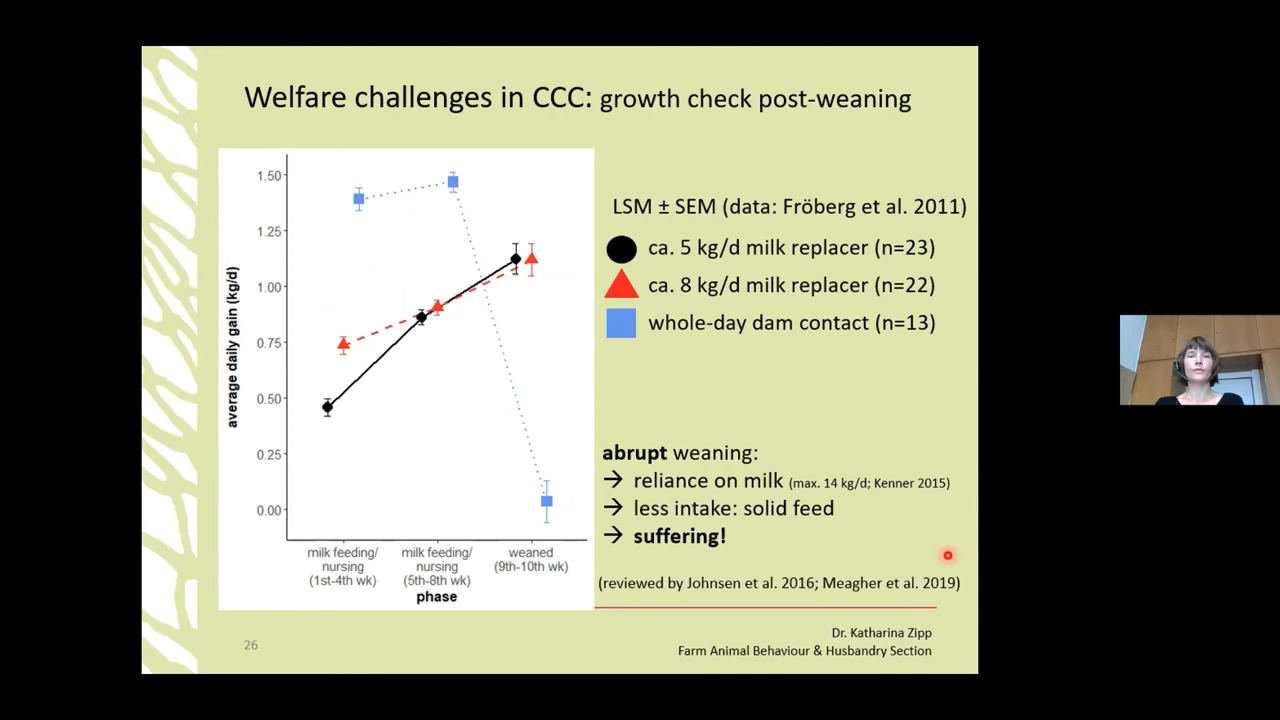 Welfare challenges in CCC: growth check post-weaning
1.50
1.25
1.00
0.75
0.50
0.25
0.00
average daily gain (kg/d)
milk feeding/
nursing
(1st-4th wk)
milk feeding/
nursing
(5th-8th wk)
weaned
(9th-10th wk)
phase
LSM ± SEM (data: Fröberg et al. 2011)
ca. 5 kg/d milk replacer (n=23)
ca. 8 kg/d milk replacer (n=22)
whole-day dam contact (n=13)
abrupt weaning:
→ reliance on milk (max. 14 kg/d; Kenner 2015)
→ less intake: solid feed
→ suffering!
(reviewed by Johnsen et al. 2016; Meagher et al. 2019)
26
Dr. Katharina Zipp
Farm Animal Behaviour & Husbandry Section